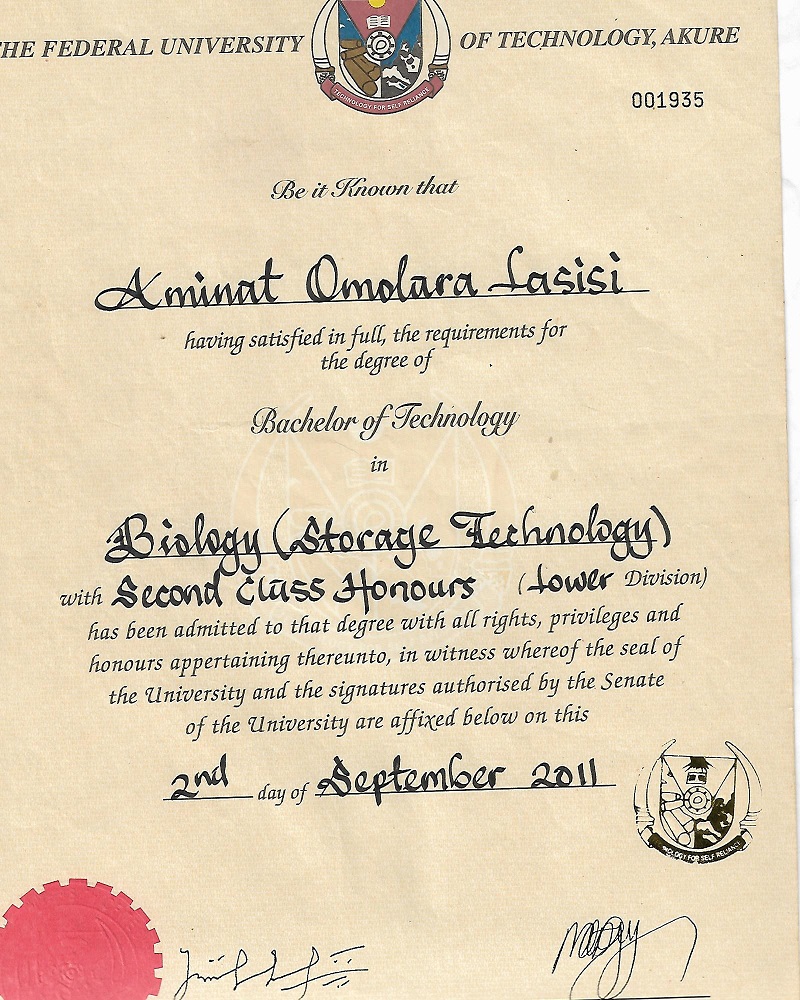 THE FEDERAL UNIVERSITY OF TECHNOLOGY, AKURE
TECHNOLOGY FOR SELF RELIANCE
001935
Be it Known that
Aminat Omolara Lasisi
having satisfied in full, the requirements for
the degree of
Bachelor of Technology
in
Biology (Storage Technology)
with Second Class Honours (Lower Division)
has been admitted to that degree with all rights, privileges and
honours appertaining thereunto, in witness whereof the seal of
the University and the signatures authorised by the Senate
of the University are affixed below on this
2nd day of September 2011
NOLOGY FOR SELF RELIANCE